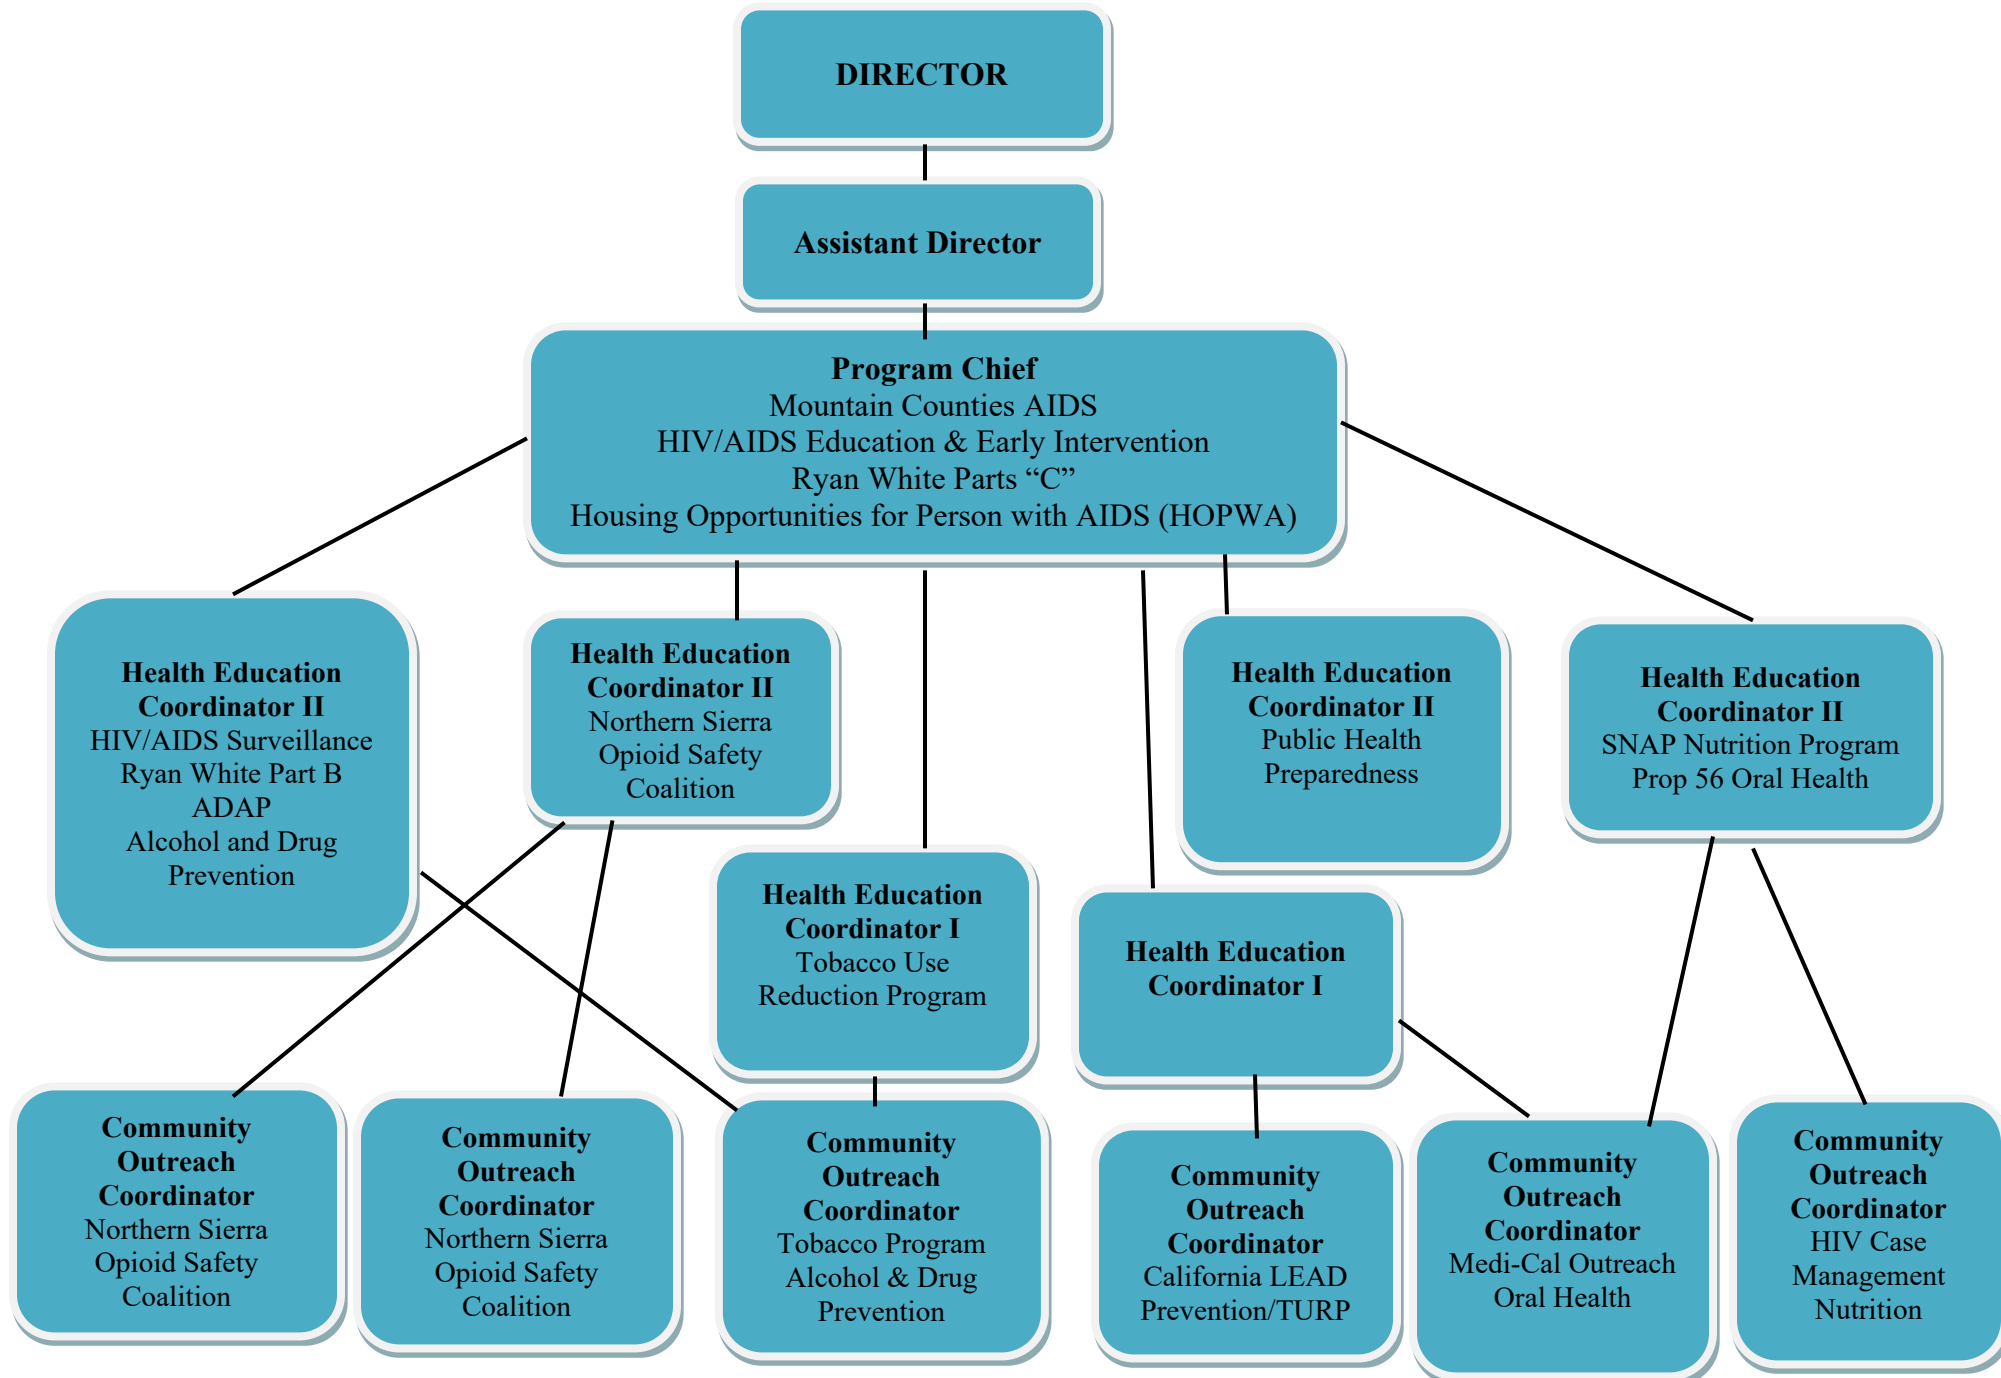 DIRECTOR
Assistant Director
Program Chief
Mountain Counties AIDS
HIV/AIDS Education & Early Intervention
Ryan White Parts “C”
Housing Opportunities for Person with AIDS (HOPWA)
Health Education
Coordinator II
HIV/AIDS Surveillance
Ryan White Part B
ADAP
Alcohol and Drug
Prevention
Health Education
Coordinator II
Northern Sierra
Opioid Safety
Coalition
Health Education
Coordinator I
Tobacco Use
Reduction Program
Health Education
Coordinator I
Health Education
Coordinator II
Public Health
Preparedness
Health Education
Coordinator II
SNAP Nutrition Program
Prop 56 Oral Health
Community
Outreach
Coordinator
Northern Sierra
Opioid Safety
Coalition
Community
Outreach
Coordinator
Northern Sierra
Opioid Safety
Coalition
Community
Outreach
Coordinator
Tobacco Program
Alcohol & Drug
Prevention
Community
Outreach
Coordinator
California LEAD
Prevention/TURP
Community
Outreach
Coordinator
Medi-Cal Outreach
Oral Health
Community
Outreach
Coordinator
HIV Case
Management
Nutrition